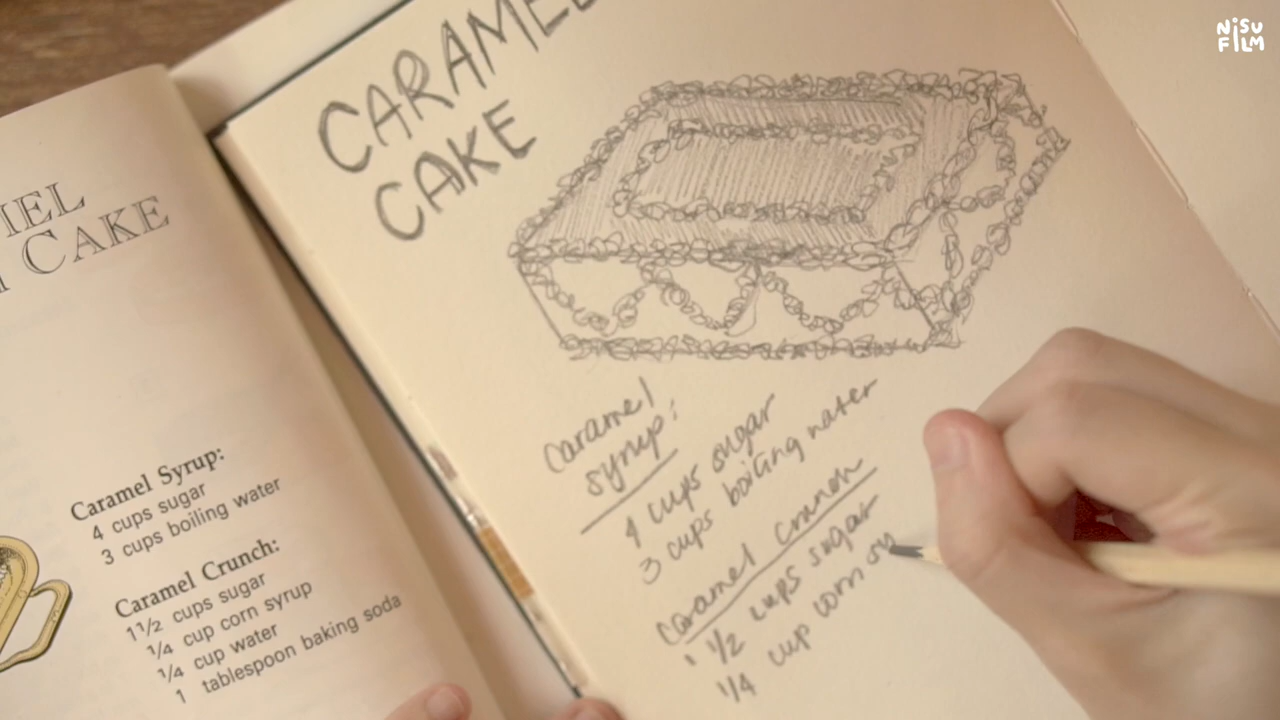 NiSU
FILM
IEL
CAKE
Caramel Syrup:
4 cups sugar
3 cups boiling water
Caramel Crunch:
1½ cups sugar
¼ cup corn syrup
¼ cup water
1 tablespoon baking soda
CARAMEL
CAKE
caramel
syrup:
4 cups sugar
3 cups boiling water
caramel crunch
1 1/2 cups sugar
1/4 cup corn sy